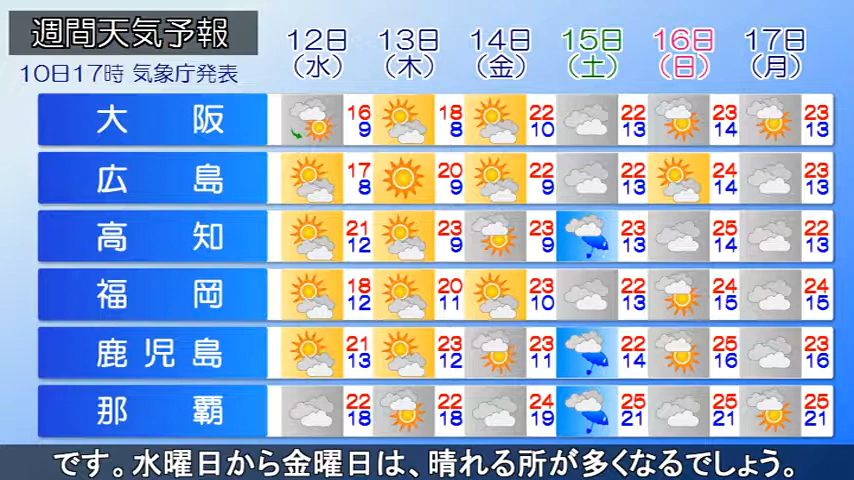 週間天気予報
10日17時 気象庁発表
12日 13日 14日 15日 16日 17日
(水) (木) (金) (土) (日) (月)
大阪 16 9 18 8 22 10 22 13 23 14 23 13
広島 17 8 20 9 22 9 22 13 24 14 23 13
高知 21 12 23 9 23 9 23 13 25 14 22 13
福岡 18 12 20 11 23 10 22 13 24 15 24 15
鹿児島 21 13 23 12 23 11 22 14 25 16 23 16
那覇 22 18 22 18 24 19 25 21 25 21 25 21
です。水曜日から金曜日は、晴れる所が多くなるでしょう。